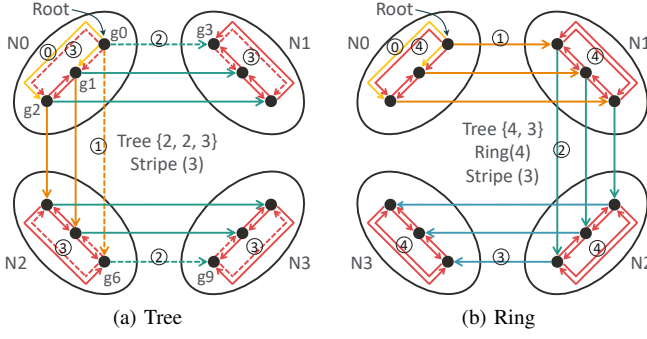 Root
N0
⓪
③
g0
②
g3
③
N1
g1
g2
①
Tree {2, 2, 3}
Stripe (3)
N2
③
g6
②
g9
③
N3
(a) Tree
Root
N0
⓪
④
①
④
N1
Tree {4, 3}
Ring(4)
Stripe (3)
②
N3
④
③
④
N2
(b) Ring